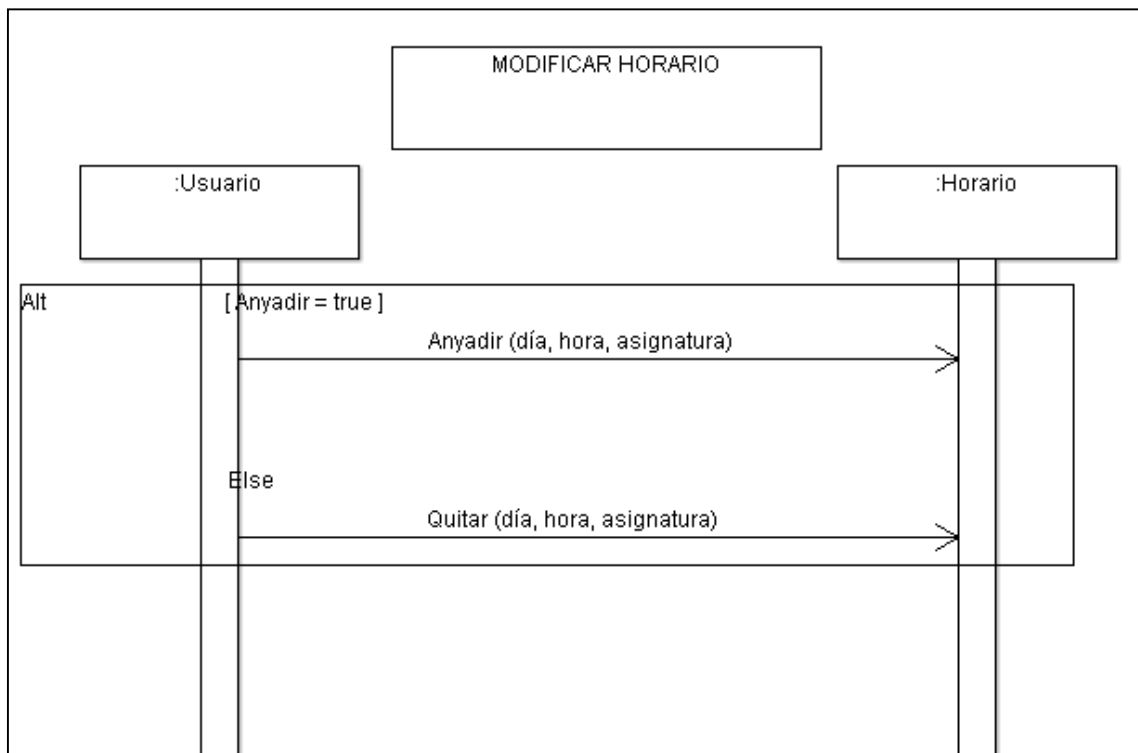 MODIFICAR HORARIO
:Usuario
:Horario
Alt
[ Anyadir = true ]
Anyadir (día, hora, asignatura)
Else
Quitar (día, hora, asignatura)